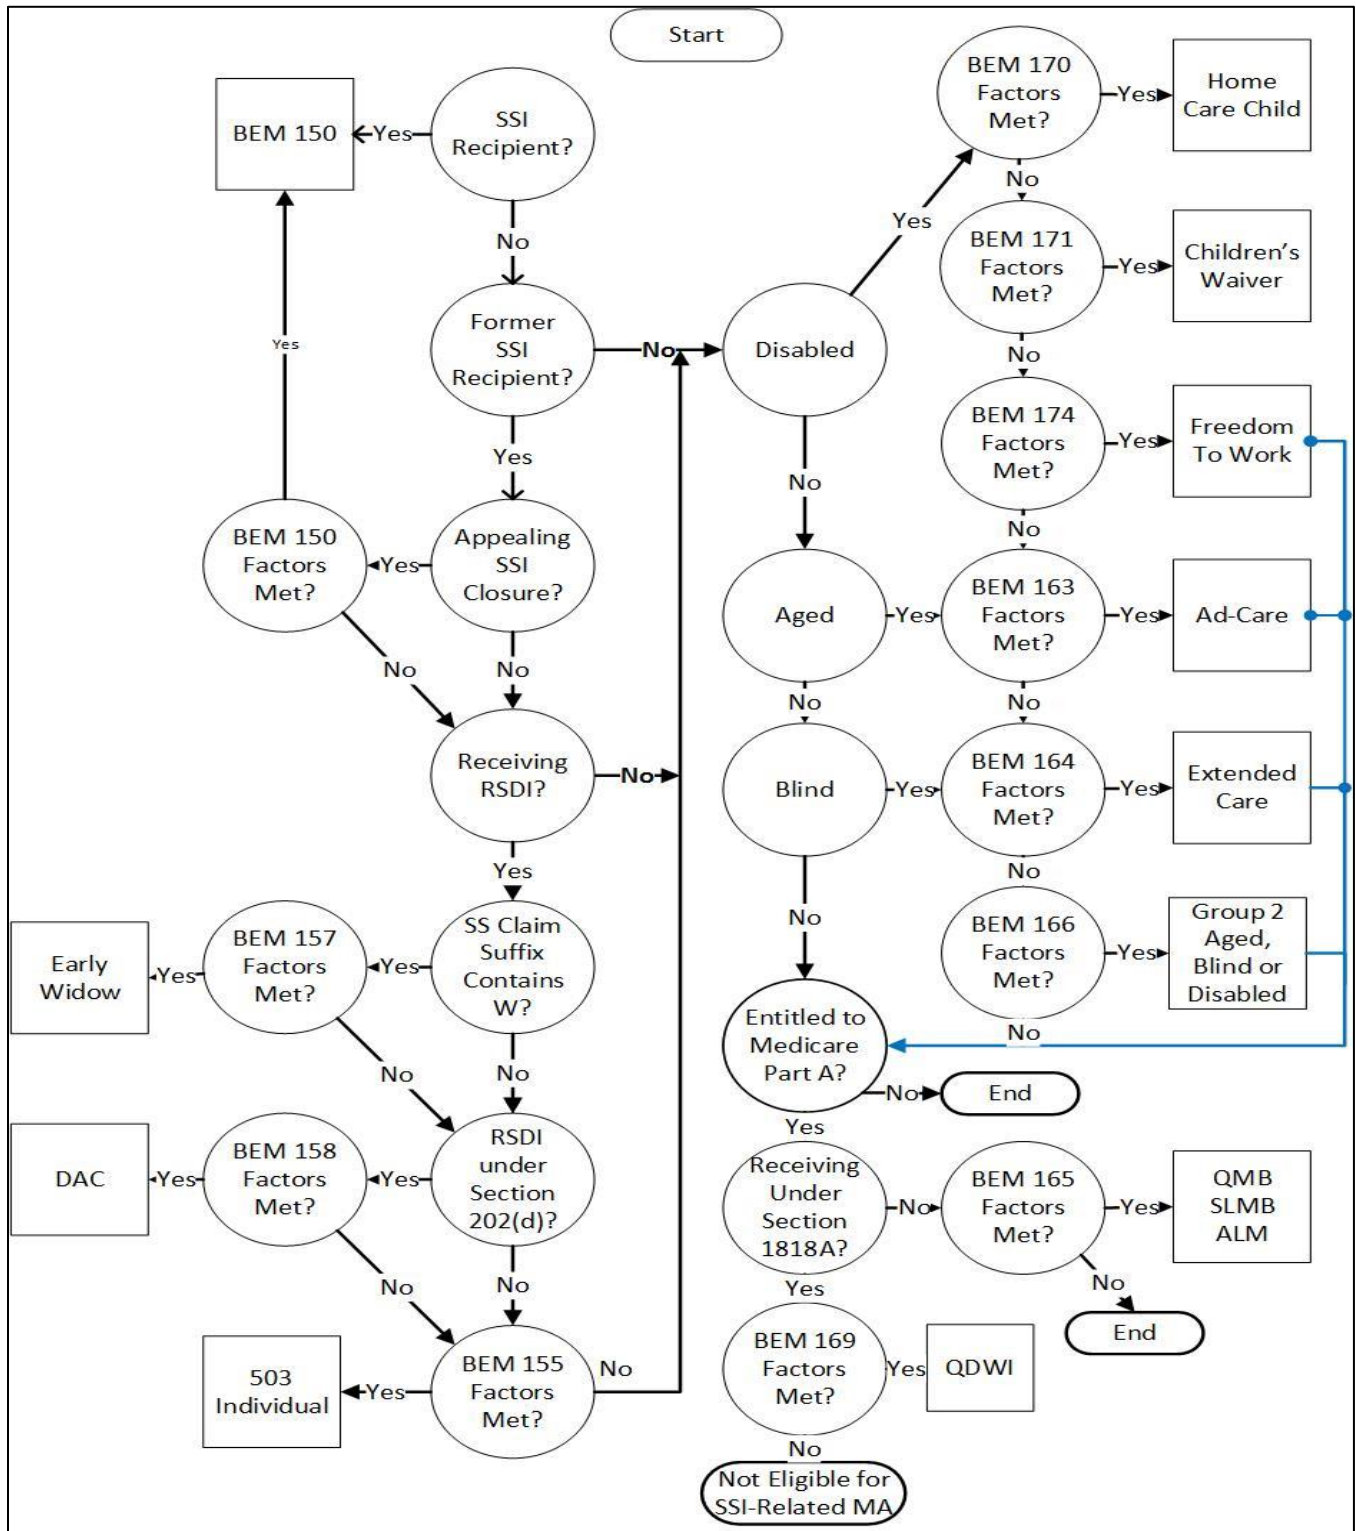 Start
BEM 150
Yes
SSI
Recipient?
No
Former
SSI
Recipient?
No
Yes
Yes
BEM 150
Factors
Met?
Yes
Appealing
SSI
Closure?
No
No
Receiving
RSDI?
No
Yes
Early
Widow
Yes
BEM 157
Factors
Met?
Yes
SS Claim
Suffix
Contains
W?
No
No
DAC
Yes
BEM 158
Factors
Met?
Yes
RSDI
under
Section
202(d)?
No
No
503
Individual
Yes
BEM 155
Factors
Met?
No
Disabled
Yes
No
BEM 170
Factors
Met?
Yes
Home
Care Child
No
BEM 171
Factors
Met?
Yes
Children's
Waiver
No
BEM 174
Factors
Met?
Yes
Freedom
To Work
No
Aged
Yes
BEM 163
Factors
Met?
Yes
Ad-Care
No
No
Blind
Yes
BEM 164
Factors
Met?
Yes
Extended
Care
No
No
BEM 166
Factors
Met?
Yes
Group 2
Aged,
Blind or
Disabled
No
Entitled to
Medicare
Part A?
No
End
Yes
Receiving
Under
Section
1818A?
No
BEM 165
Factors
Met?
Yes
QMB
SLMB
ALM
No
End
Yes
BEM 169
Factors
Met?
Yes
QDWI
No
Not Eligible for
SSI-Related MA